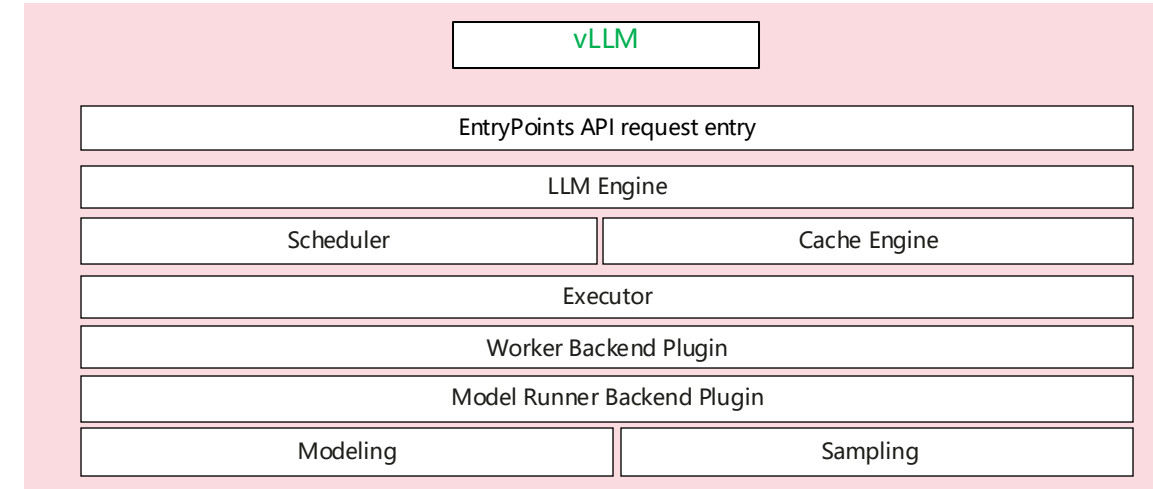 vLLM
EntryPoints API request entry
LLM Engine
Scheduler
Cache Engine
Executor
Worker Backend Plugin
Model Runner Backend Plugin
Modeling
Sampling